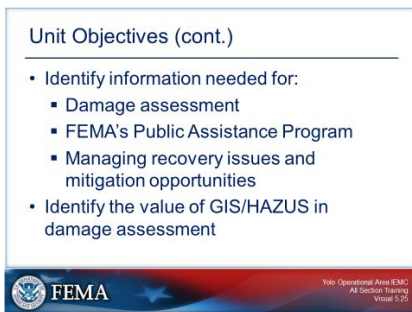 Unit Objectives (cont.)
• Identify information needed for:
▪ Damage assessment
▪ FEMA's Public Assistance Program
▪ Managing recovery issues and
mitigation opportunities
• Identify the value of GIS/HAZUS in
damage assessment
FEMA
Yolo Operational Area IEMC
All Section Training
Visual 5.25